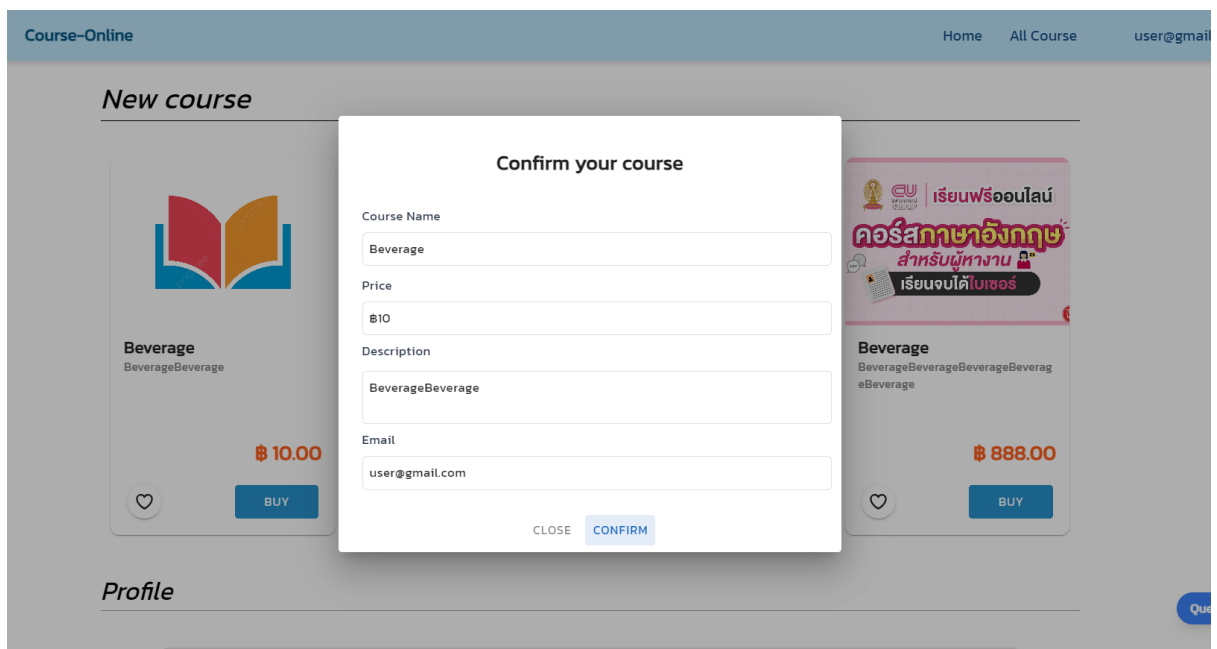 Course-Online
Home
All Course
user@gmail
New course
Confirm your course
Course Name
Beverage
Price
฿10
Description
BeverageBeverage
Email
user@gmail.com
CLOSE
CONFIRM
Beverage
BeverageBeverage
฿ 10.00
BUY
CU
เรียนฟรีออนไลน์
คอร์สภาษาอังกฤษ
สำหรับผู้หางาน
เรียนจบได้ใบเซอร์
Beverage
BeverageBeverageBeverageBeverag
eBeverage
฿ 888.00
BUY
Profile
Que